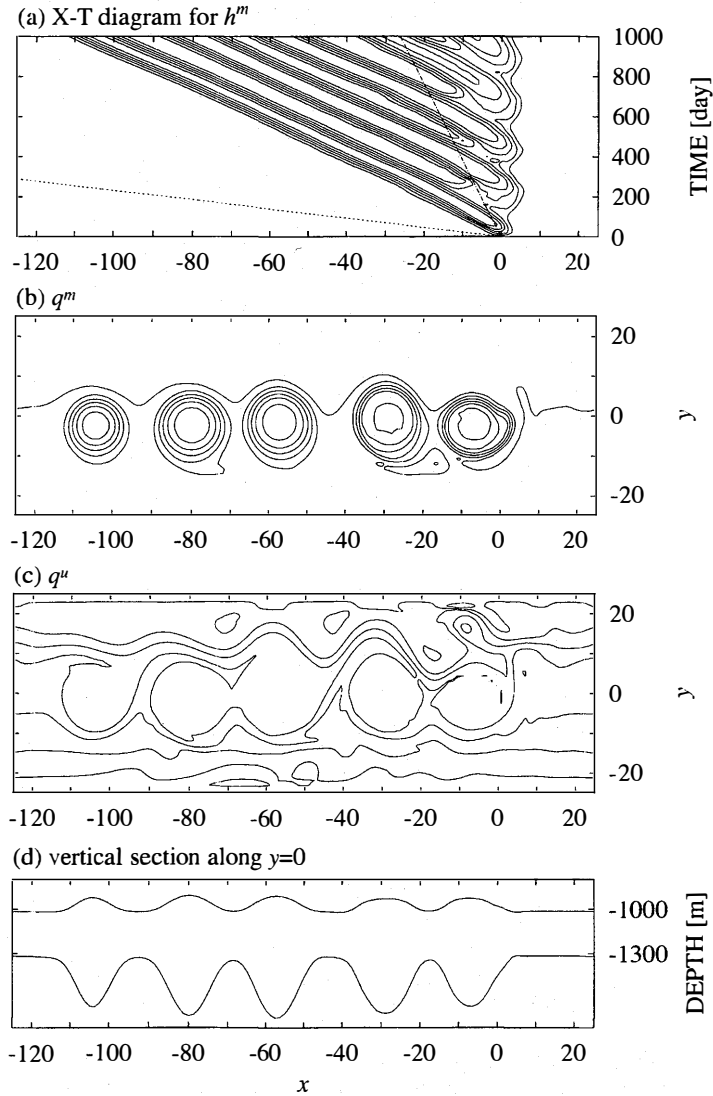 (a) X-T diagram for h^m
1000
800
600
400
200
0
TIME [day]
-120 -100 -80 -60 -40 -20 0 20
(b) q^m
20
0
-20
y
-120 -100 -80 -60 -40 -20 0 20
(c) q^u
20
0
-20
y
-120 -100 -80 -60 -40 -20 0 20
(d) vertical section along y=0
-1000
-1300
DEPTH [m]
-120 -100 -80 -60 -40 -20 0 20
x